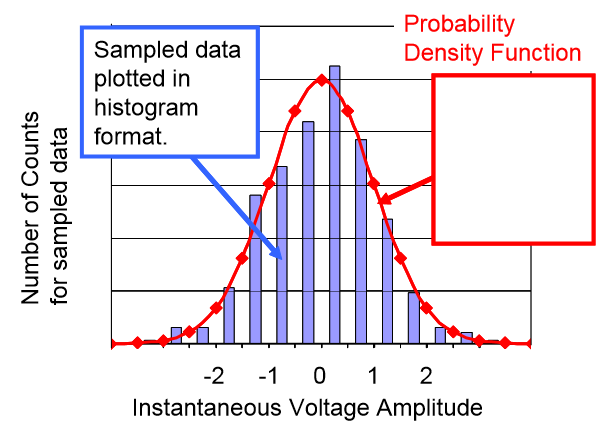 Probability
Density Function
Sampled data
plotted in
histogram
format.
Number of Counts
for sampled data
-2 -1 0 1 2
Instantaneous Voltage Amplitude